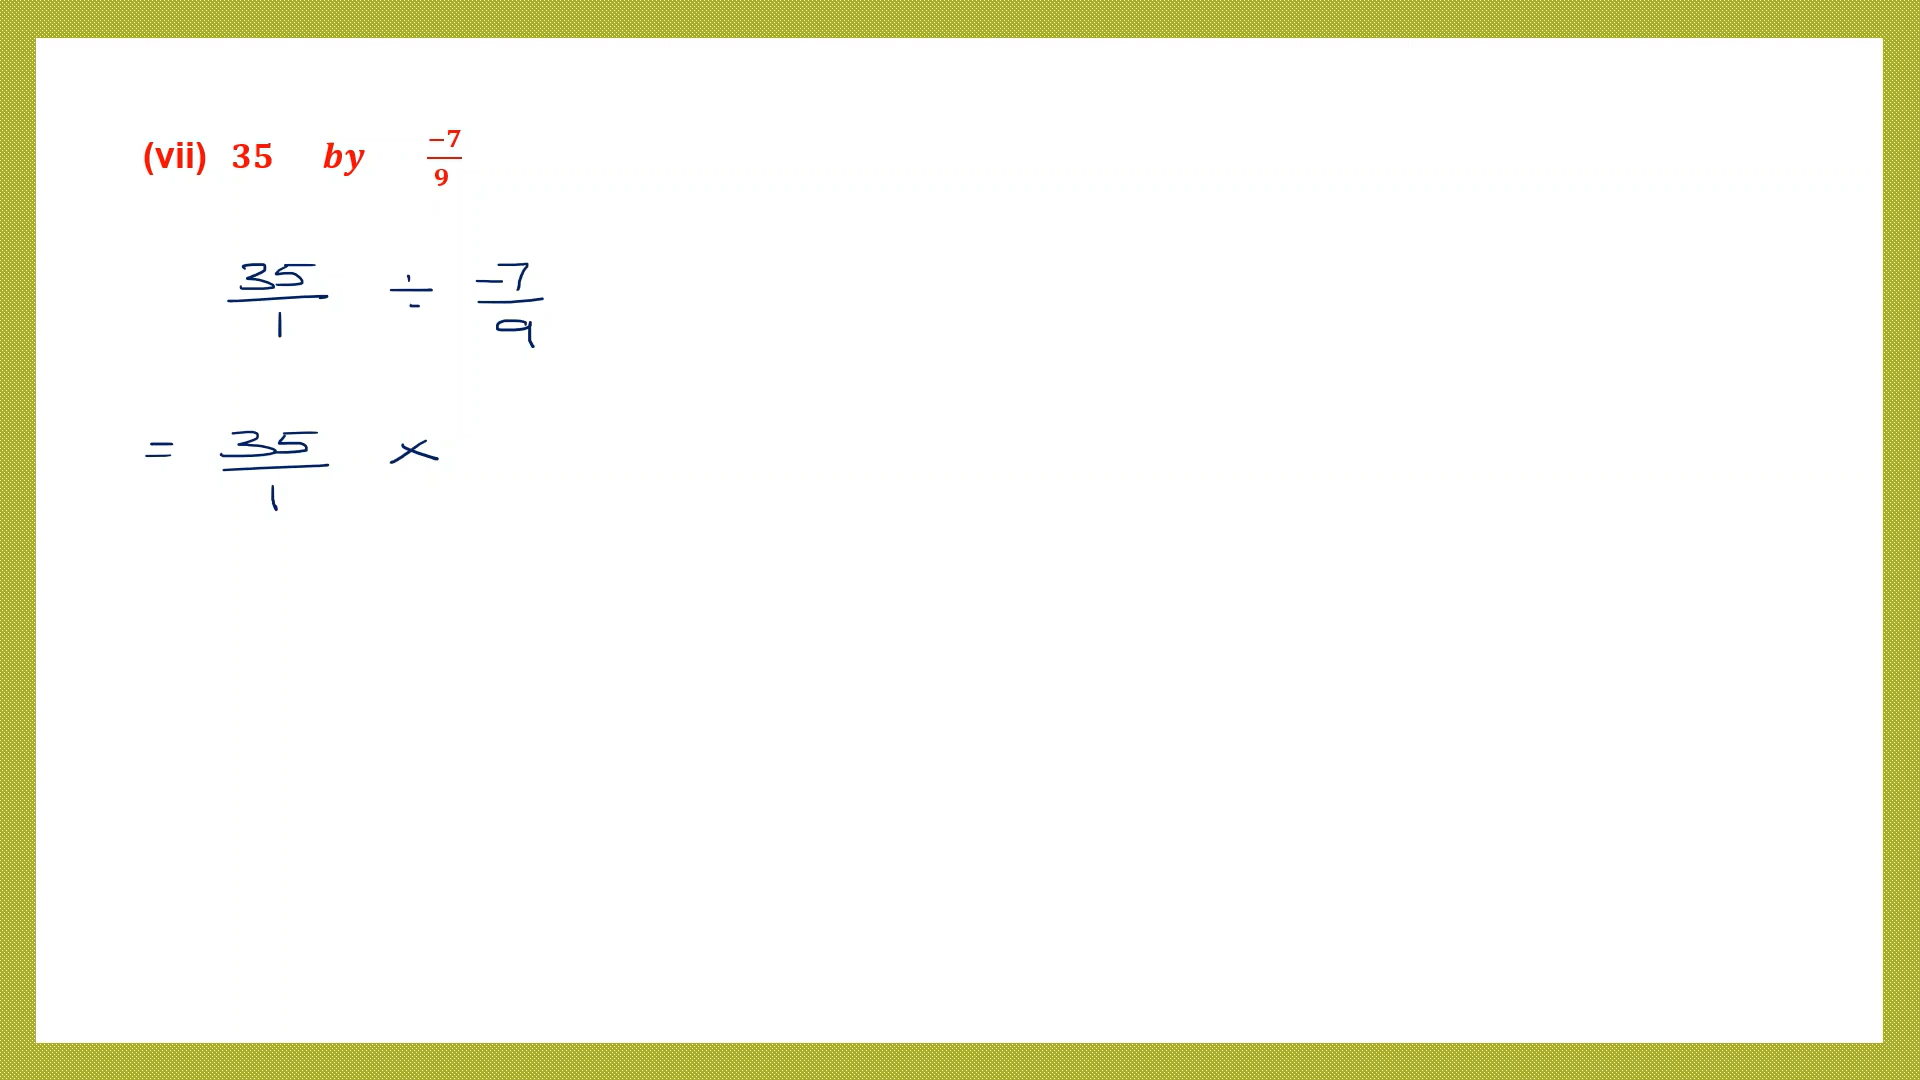 (vii) 35 by -7/9
35/1 ÷ -7/9
= 35/1 ×